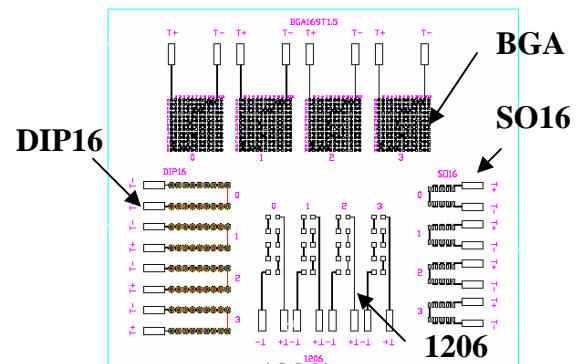 BGA169T1.5
T+ T- T+ T- T+ T- T+ T-
BGA
SO16
DIP16
0 1 2 3
DIP16
SO16
0 1 2 3
0 1 2 3
0 1 2 3
T- T+ T- T+ T- T+ T- T+
T- T+ T- T+ T- T+ T- T+
1206
1206